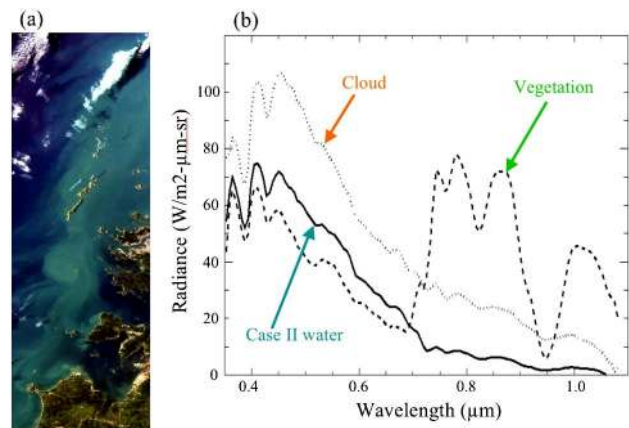 (a)
(b)
100
80
60
40
20
0
0.4
0.6
0.8
1.0
Radiance (W/m2-µm-sr)
Wavelength (µm)
Cloud
Vegetation
Case II water